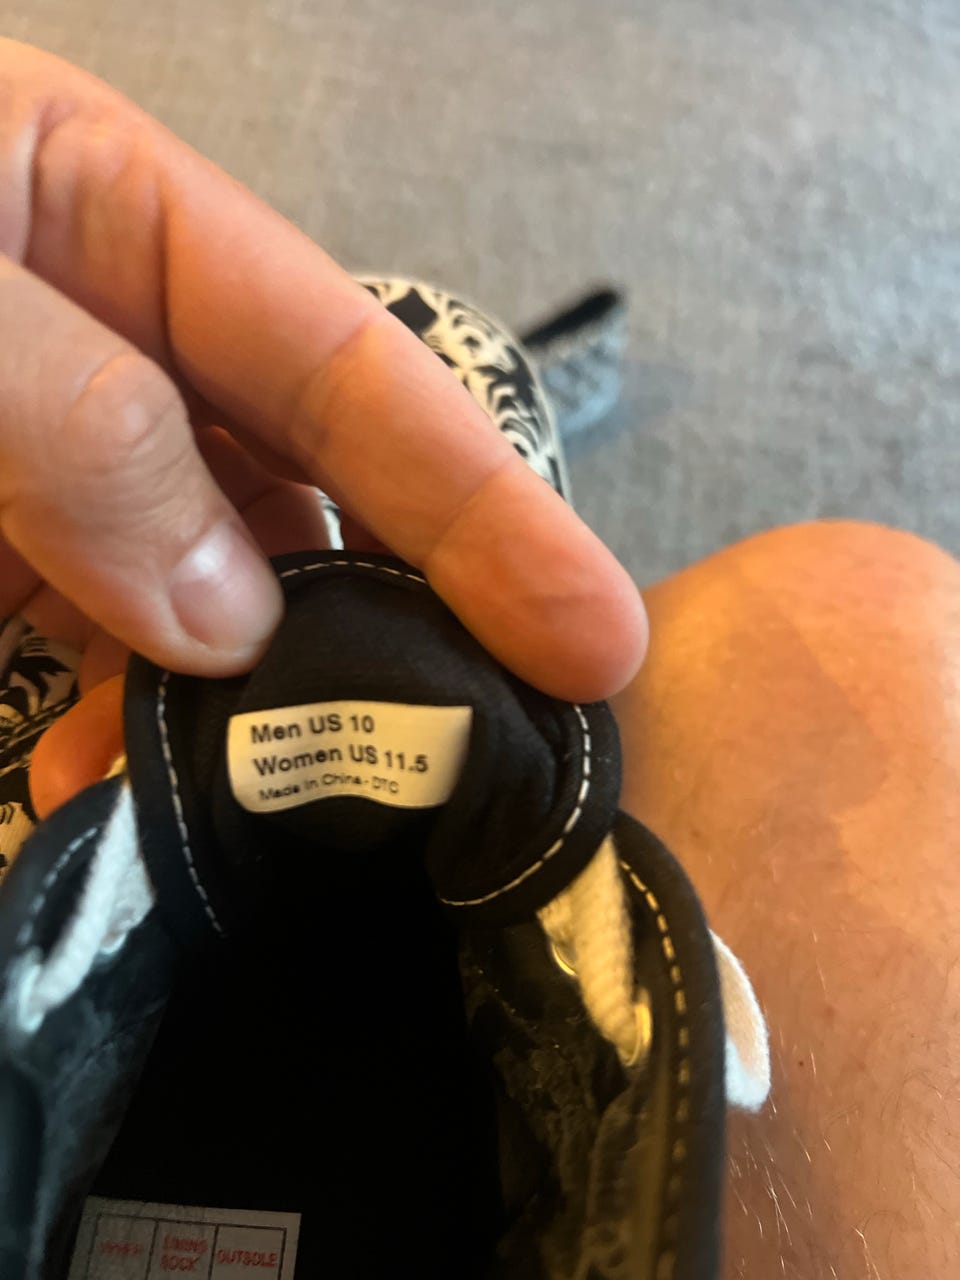 Men US 10
Women US 11.5
Made in China - DTC
UPPER LINING OUTSOLE
SOCK